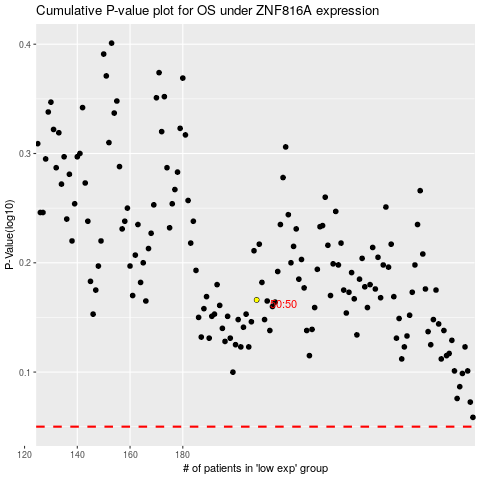 Cumulative P-value plot for OS under ZNF816A expression
P-Value(log10)
0.4
0.3
0.2
0.1
50:50
120 140 160 180
# of patients in 'low exp' group